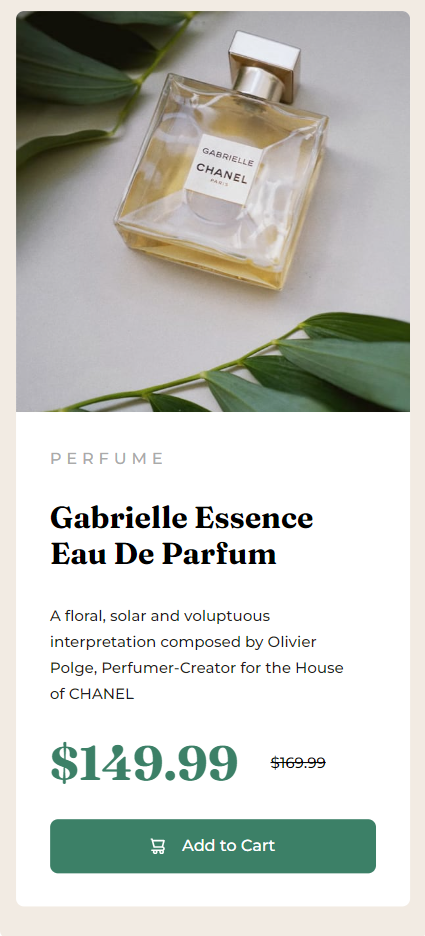 GABRIELLE
CHANEL
PARIS
PERFUME
Gabrielle Essence
Eau De Parfum
A floral, solar and voluptuous
interpretation composed by Olivier
Polge, Perfumer-Creator for the House
of CHANEL
$149.99 $169.99
Add to Cart